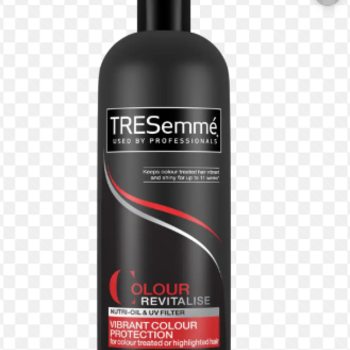 TRESemmé
USED BY PROFESSIONALS
Keeps colour treated hair vibrant
and shiny for up to 11 weeks*
COLOUR
REVITALISE
NUTRI-OIL & UV FILTER
VIBRANT COLOUR
PROTECTION
for colour treated or highlighted hair